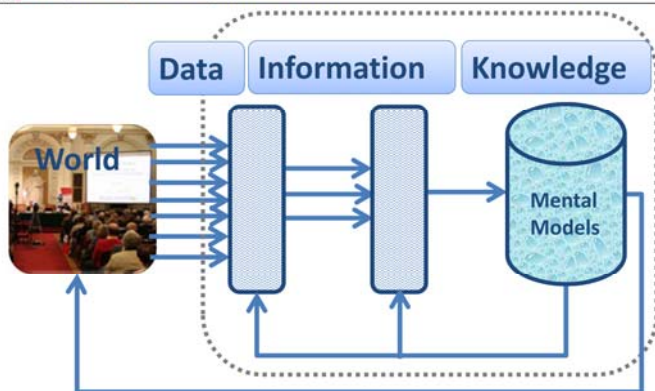 Data
Information
Knowledge
World
Mental
Models